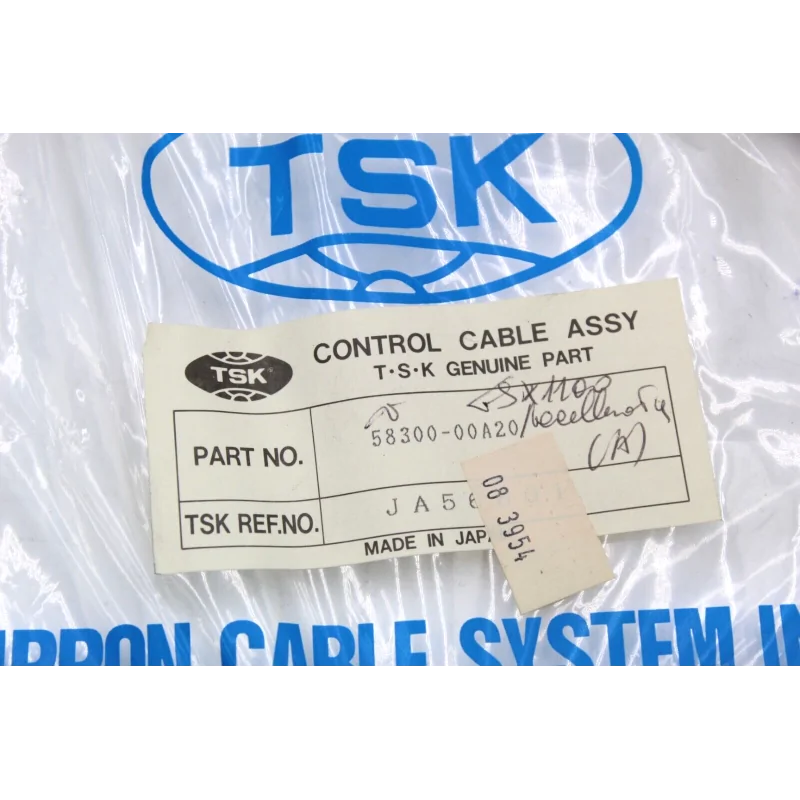 TSK
TSK
CONTROL CABLE ASSY
T·S·K GENUINE PART
PART NO.
58300-00A20
(A)
TSK REF.NO.
JA56
08 3954
MADE IN JAPA
IPPON CABLE SYSTEM IN